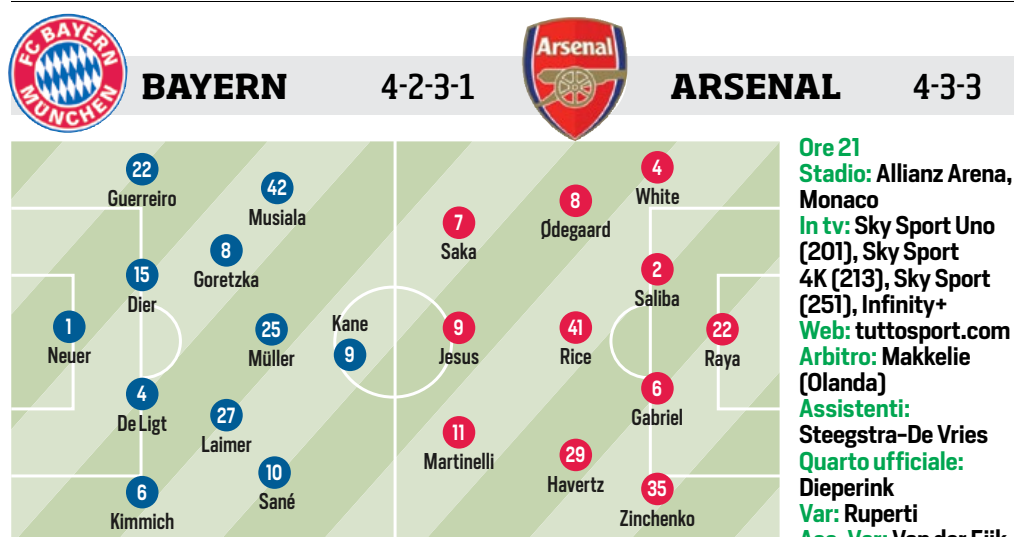 FC BAYERN
MÜNCHEN
BAYERN 4-2-3-1
Arsenal
ARSENAL 4-3-3
22
Guerreiro
42
Musiala
8
Goretzka
15
Dier
1
Neuer
25
Müller
Kane
9
4
De Ligt
27
Laimer
10
Sané
6
Kimmich
7
Saka
8
Ødegaard
4
White
2
Saliba
9
Jesus
41
Rice
22
Raya
6
Gabriel
11
Martinelli
29
Havertz
35
Zinchenko
Ore 21
Stadio: Allianz Arena,
Monaco
In tv: Sky Sport Uno
(201), Sky Sport
4K (213), Sky Sport
(251), Infinity+
Web: tuttosport.com
Arbitro: Makkelie
(Olanda)
Assistenti:
Steegstra-De Vries
Quarto ufficiale:
Dieperink
Var: Ruperti